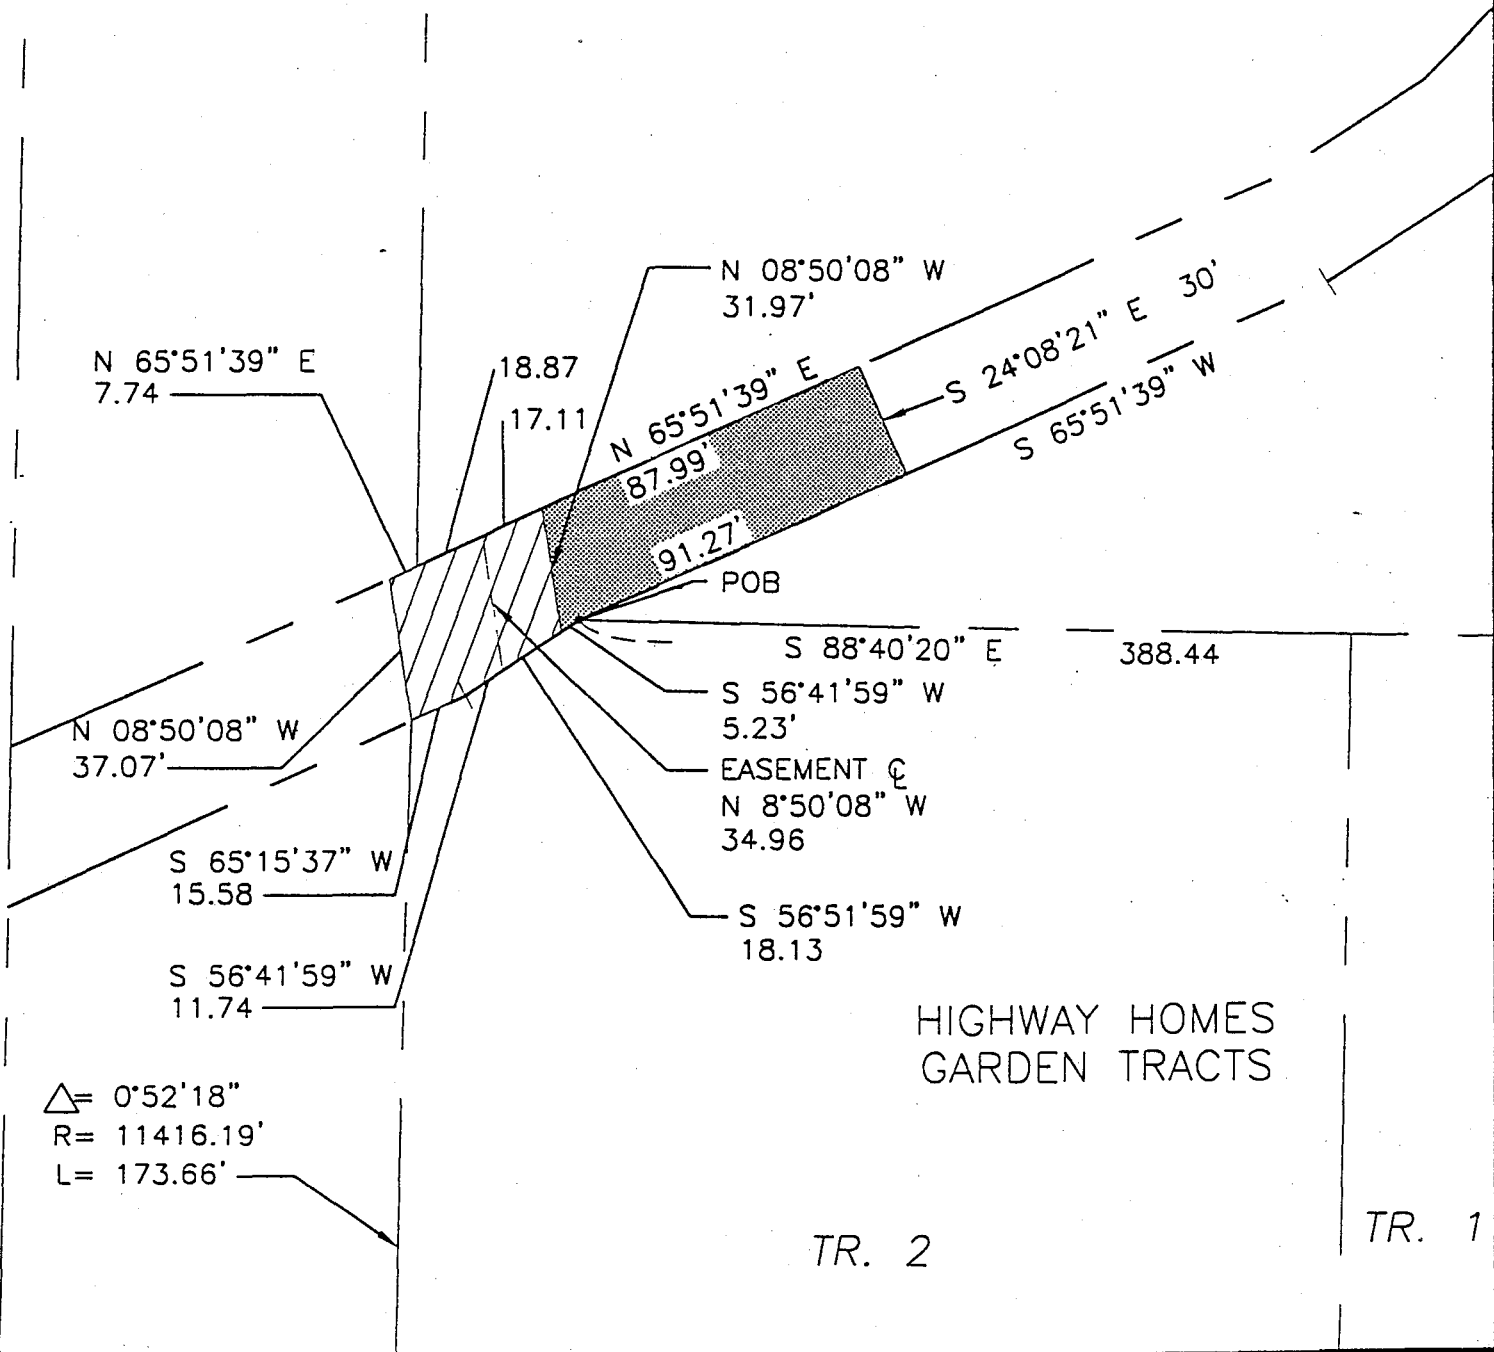 N 08°50'08" W
31.97'
N 65°51'39" E
7.74
18.87
17.11
N 65°51'39" E
87.99'
S 24°08'21" E 30'
S 65°51'39" W
91.27'
POB
S 88°40'20" E 388.44
S 56°41'59" W
5.23'
EASEMENT ℄
N 8°50'08" W
34.96
N 08°50'08" W
37.07'
S 65°15'37" W
15.58
S 56°51'59" W
18.13
S 56°41'59" W
11.74
HIGHWAY HOMES
GARDEN TRACTS
△= 0°52'18"
R= 11416.19'
L= 173.66'
TR. 2
TR. 1